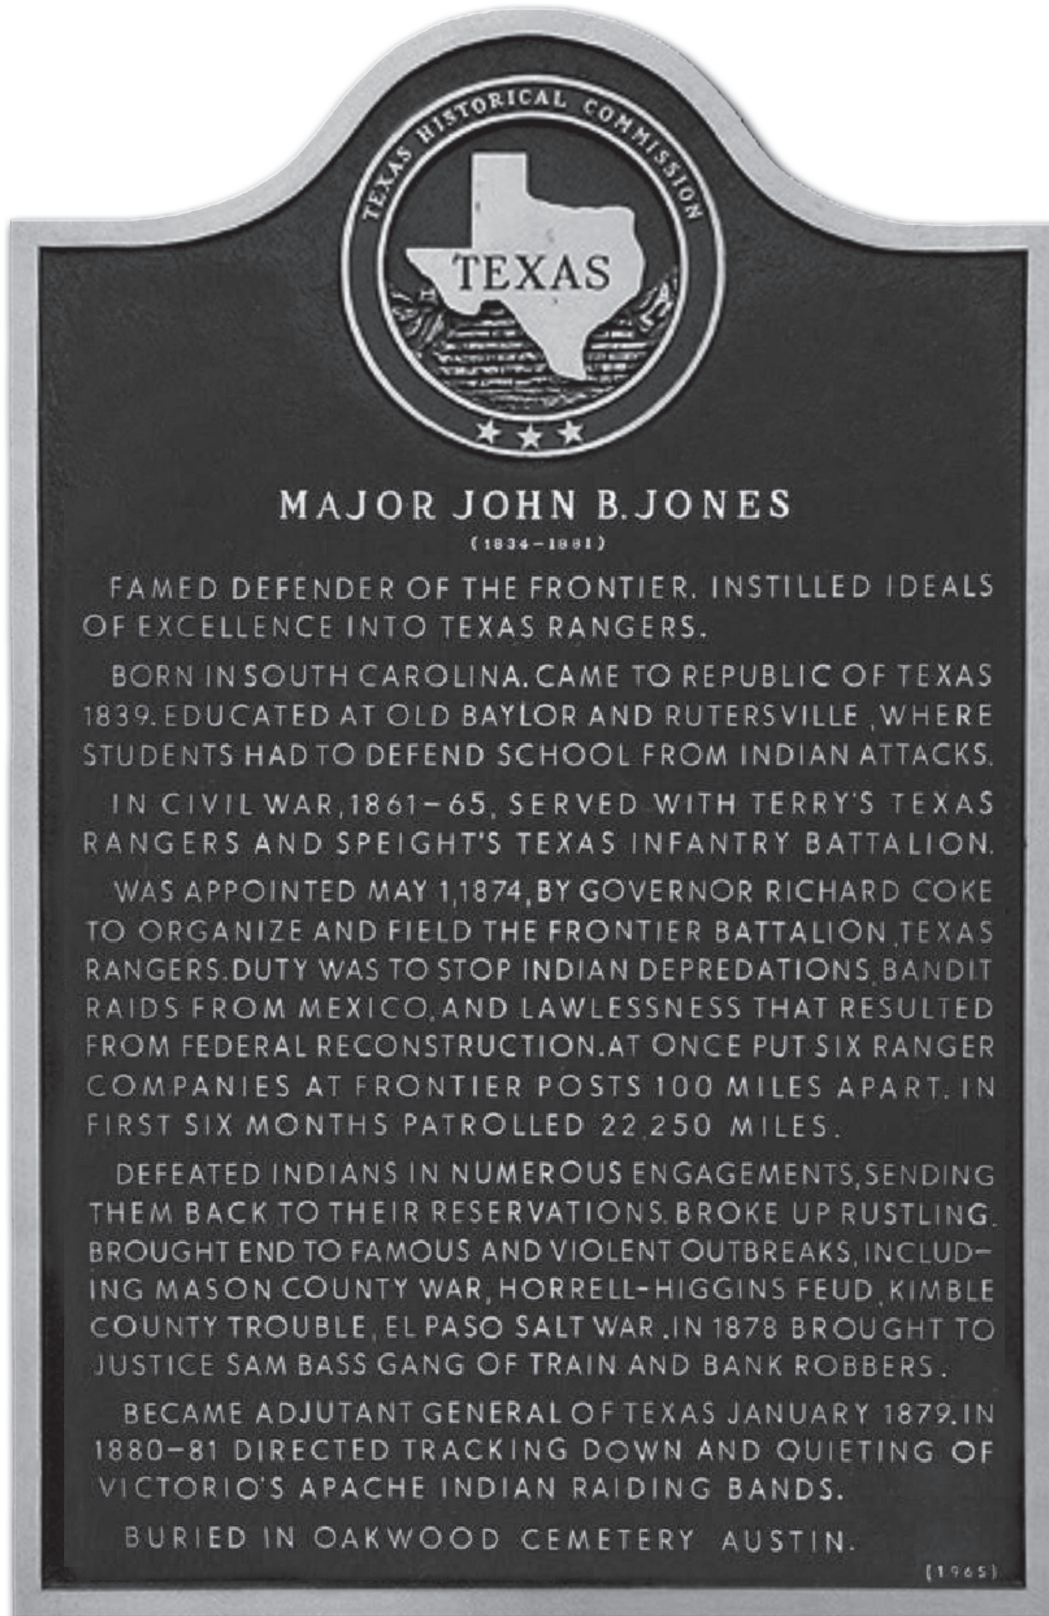 TEXAS HISTORICAL COMMISSION
TEXAS
MAJOR JOHN B. JONES
(1834-1881)
FAMED DEFENDER OF THE FRONTIER. INSTILLED IDEALS
OF EXCELLENCE INTO TEXAS RANGERS.
BORN IN SOUTH CAROLINA. CAME TO REPUBLIC OF TEXAS
1839. EDUCATED AT OLD BAYLOR AND RUTERSVILLE, WHERE
STUDENTS HAD TO DEFEND SCHOOL FROM INDIAN ATTACKS.
IN CIVIL WAR, 1861-65, SERVED WITH TERRY'S TEXAS
RANGERS AND SPEIGHT'S TEXAS INFANTRY BATTALION.
WAS APPOINTED MAY 1, 1874, BY GOVERNOR RICHARD COKE
TO ORGANIZE AND FIELD THE FRONTIER BATTALION, TEXAS
RANGERS. DUTY WAS TO STOP INDIAN DEPREDATIONS, BANDIT
RAIDS FROM MEXICO, AND LAWLESSNESS THAT RESULTED
FROM FEDERAL RECONSTRUCTION. AT ONCE PUT SIX RANGER
COMPANIES AT FRONTIER POSTS 100 MILES APART. IN
FIRST SIX MONTHS PATROLLED 22,250 MILES.
DEFEATED INDIANS IN NUMEROUS ENGAGEMENTS, SENDING
THEM BACK TO THEIR RESERVATIONS. BROKE UP RUSTLING.
BROUGHT END TO FAMOUS AND VIOLENT OUTBREAKS, INCLUD-
ING MASON COUNTY WAR, HORRELL-HIGGINS FEUD, KIMBLE
COUNTY TROUBLE, EL PASO SALT WAR. IN 1878 BROUGHT TO
JUSTICE SAM BASS GANG OF TRAIN AND BANK ROBBERS.
BECAME ADJUTANT GENERAL OF TEXAS JANUARY 1879. IN
1880-81 DIRECTED TRACKING DOWN AND QUIETING OF
VICTORIO'S APACHE INDIAN RAIDING BANDS.
BURIED IN OAKWOOD CEMETERY AUSTIN.
(1965)